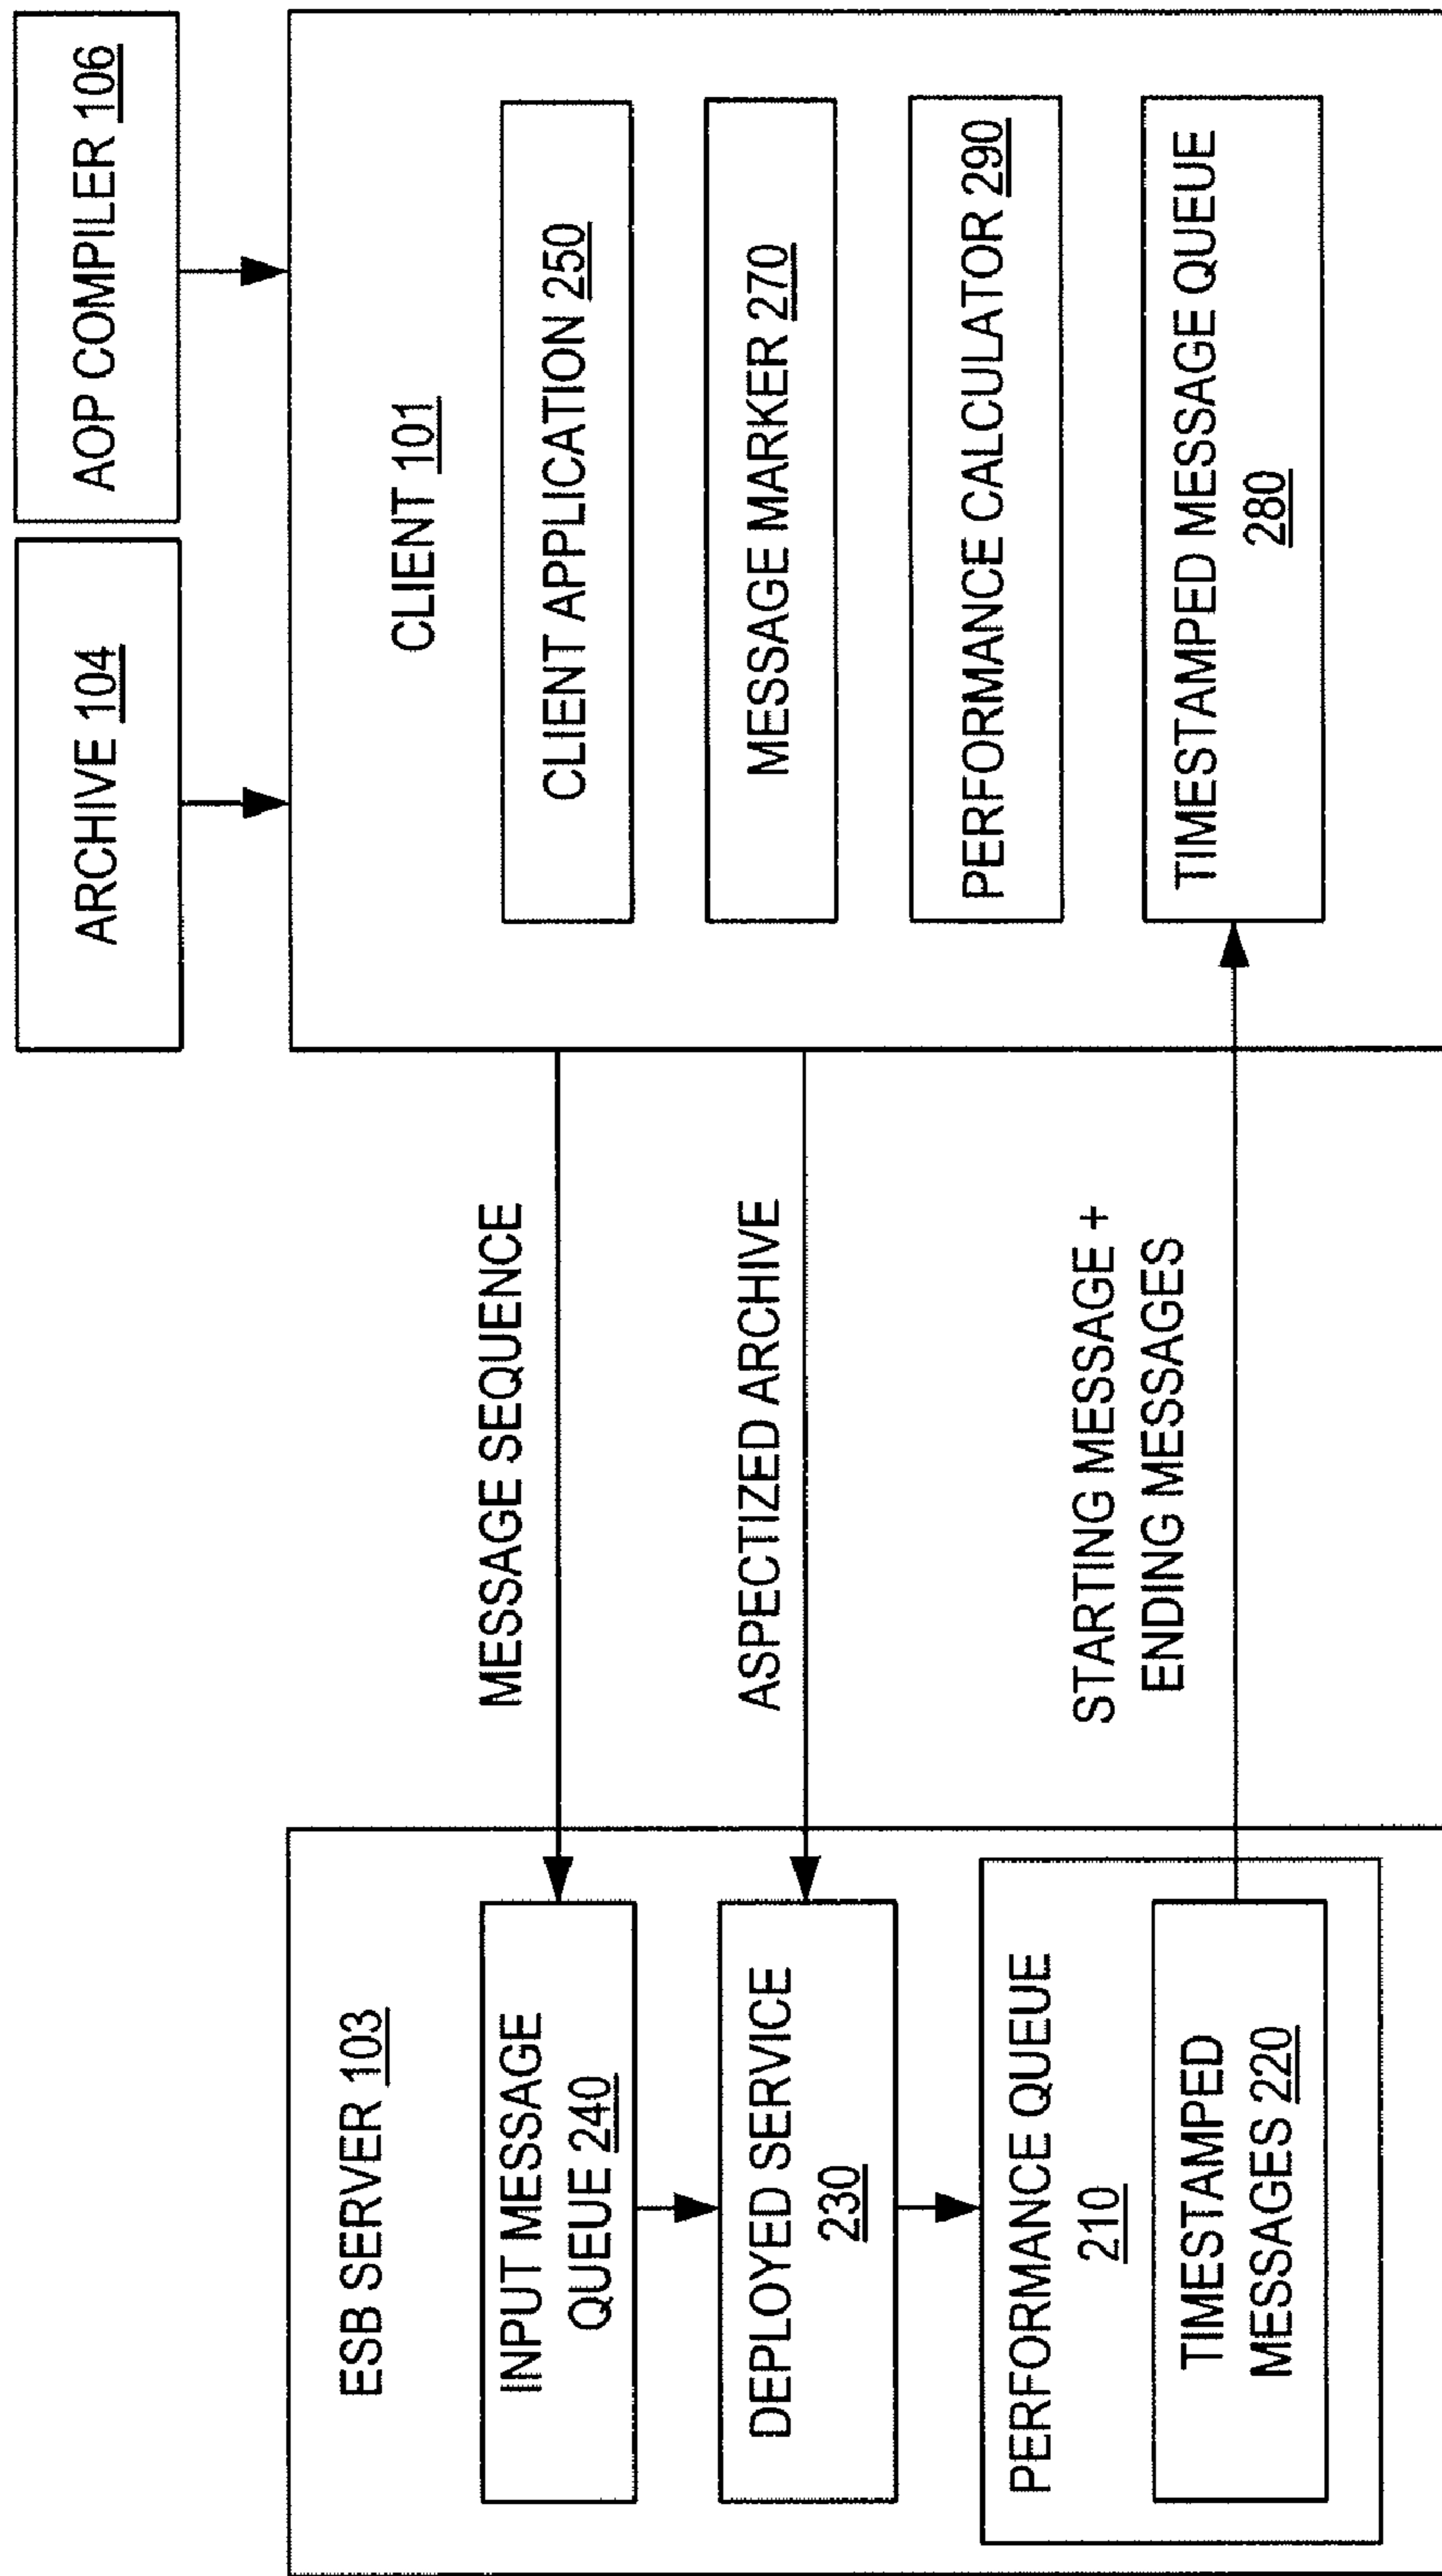 ARCHIVE 104
AOP COMPILER 106
ESB SERVER 103
INPUT MESSAGE
QUEUE 240
DEPLOYED SERVICE
230
PERFORMANCE QUEUE
210
TIMESTAMPED
MESSAGES 220
MESSAGE SEQUENCE
ASPECTIZED ARCHIVE
STARTING MESSAGE +
ENDING MESSAGES
CLIENT 101
CLIENT APPLICATION 250
MESSAGE MARKER 270
PERFORMANCE CALCULATOR 290
TIMESTAMPED MESSAGE QUEUE
280